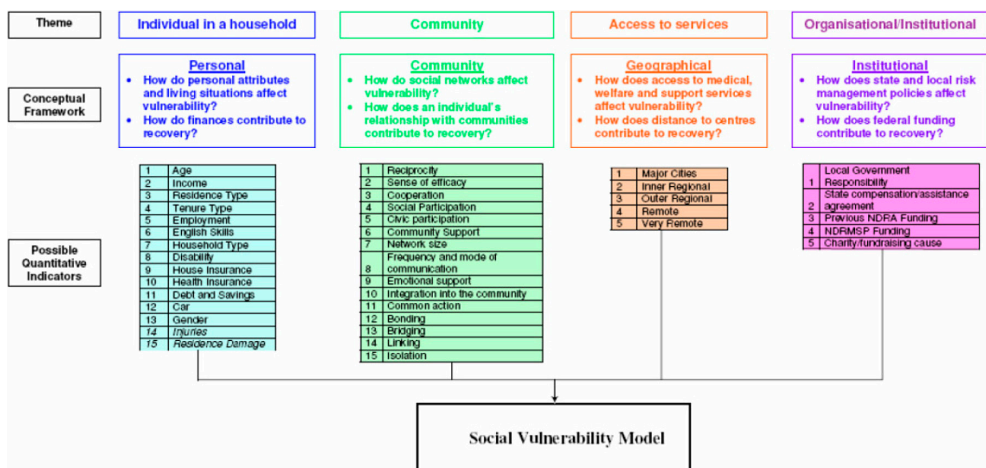 Theme
Individual in a household
Community
Access to services
Organisational/Institutional
Conceptual
Framework
Personal
• How do personal attributes
and living situations affect
vulnerability?
• How do finances contribute to
recovery?
Community
• How do social networks affect
vulnerability?
• How does an individual's
relationship with communities
contribute to recovery?
Geographical
• How does access to medical,
welfare and support services
affect vulnerability?
• How does distance to centres
contribute to recovery?
Institutional
• How does state and local risk
management policies affect
vulnerability?
• How does federal funding
contribute to recovery?
Possible
Quantitative
Indicators
1 Age
2 Income
3 Residence Type
4 Tenure Type
5 Employment
6 English Skills
7 Household Type
8 Disability
9 House Insurance
10 Health Insurance
11 Debt and Savings
12 Car
13 Gender
14 Injuries
15 Residence Damage
1 Reciprocity
2 Sense of efficacy
3 Cooperation
4 Social Participation
5 Civic participation
6 Community Support
7 Network size
Frequency and mode of
8 communication
9 Emotional support
10 Integration into the community
11 Common action
12 Bonding
13 Bridging
14 Linking
15 Isolation
1 Major Cities
2 Inner Regional
3 Outer Regional
4 Remote
5 Very Remote
Local Government
1 Responsibility
State compensation/assistance
2 agreement
3 Previous NDRA Funding
4 NDRMSP Funding
5 Charity/fundraising cause
Social Vulnerability Model